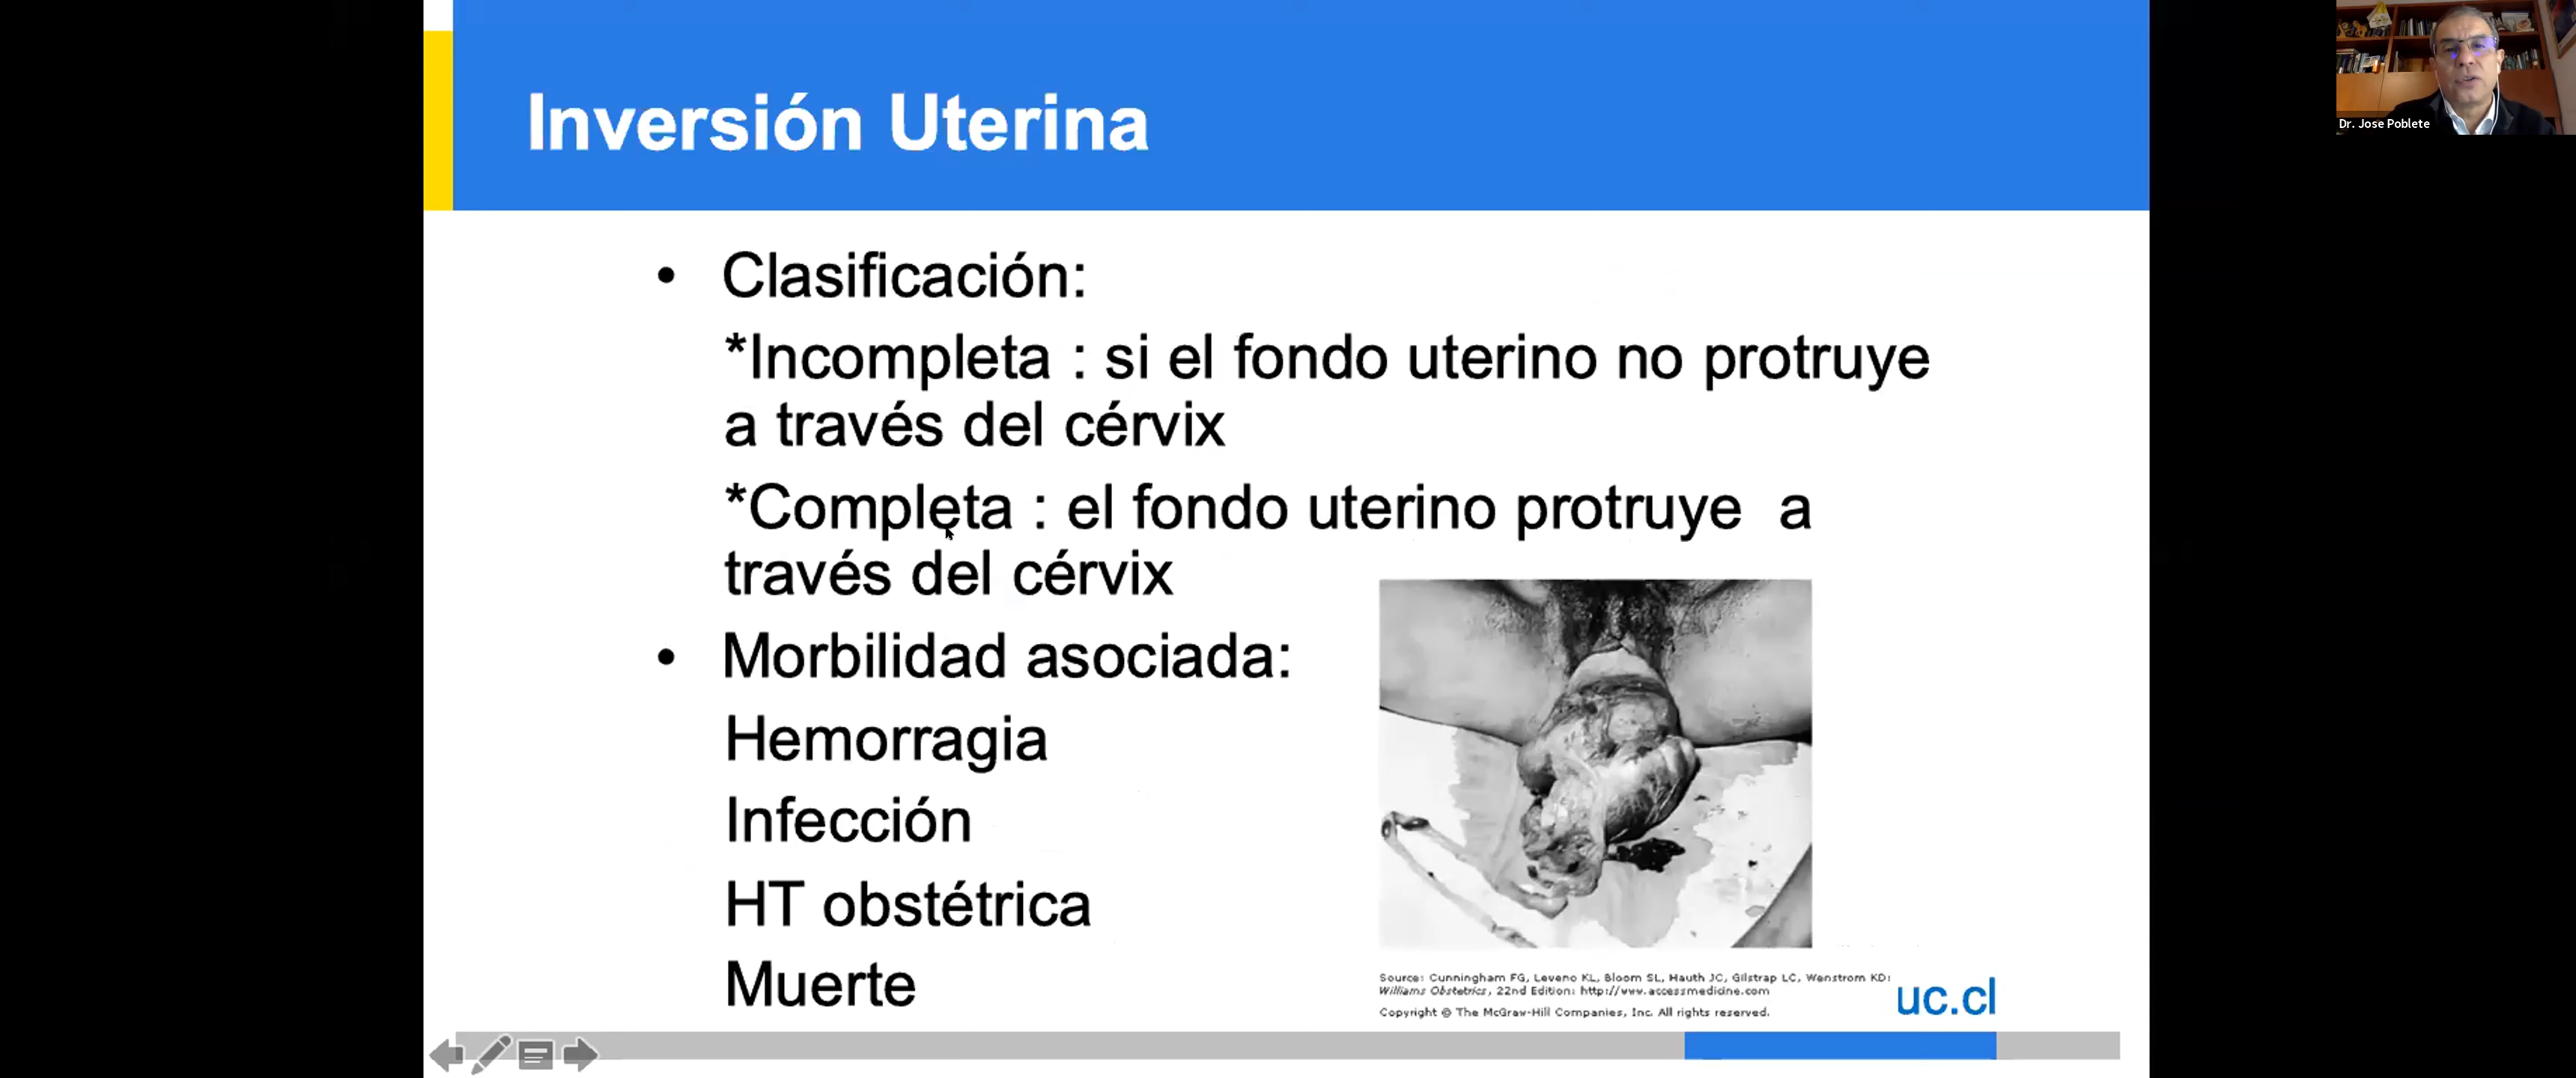 Inversión Uterina
Dr. Jose Poblete
• Clasificación:
*Incompleta : si el fondo uterino no protruye
a través del cérvix
*Completa : el fondo uterino protruye a
través del cérvix
• Morbilidad asociada:
Hemorragia
Infección
HT obstétrica
Muerte
Source: Cunningham FG, Leveno KL, Bloom SL, Hauth JC, Gilstrap LC, Wenstrom KD:
Williams Obstetrics, 22nd Edition: http://www.accessmedicine.com
Copyright © The McGraw-Hill Companies, Inc. All rights reserved.
uc.cl